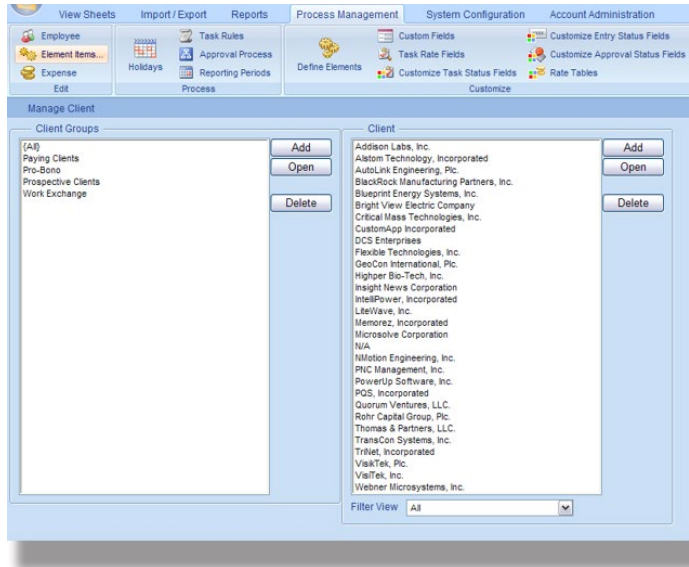 View Sheets Import / Export Reports Process Management System Configuration Account Administration
Employee Task Rules Custom Fields Customize Entry Status Fields
Element Items... Approval Process Task Rate Fields Customize Approval Status Fields
Holidays Define Elements
Expense Reporting Periods Customize Task Status Fields Rate Tables
Edit Process Customize
Manage Client
Client Groups
{All}
Paying Clients
Pro-Bono
Prospective Clients
Work Exchange
Add
Open
Delete
Client
Addison Labs, Inc.
Alstom Technology, Incorporated
AutoLink Engineering, Plc.
BlackRock Manufacturing Partners, Inc.
Blueprint Energy Systems, Inc.
Bright View Electric Company
Critical Mass Technologies, Inc.
CustomApp Incorporated
DCS Enterprises
Flexible Technologies, Inc.
GeoCon International, Plc.
Highper Bio-Tech, Inc.
Insight News Corporation
IntelliPower, Incorporated
LiteWave, Inc.
Memorez, Incorporated
Microsolve Corporation
N/A
NMotion Engineering, Inc.
PNC Management, Inc.
PowerUp Software, Inc.
PQS, Incorporated
Quorum Ventures, LLC.
Rohr Capital Group, Plc.
Thomas & Partners, LLC.
TransCon Systems, Inc.
TriNet, Incorporated
VisikTek, Plc.
VisiTek, Inc.
Webner Microsystems, Inc.
Add
Open
Delete
Filter View All